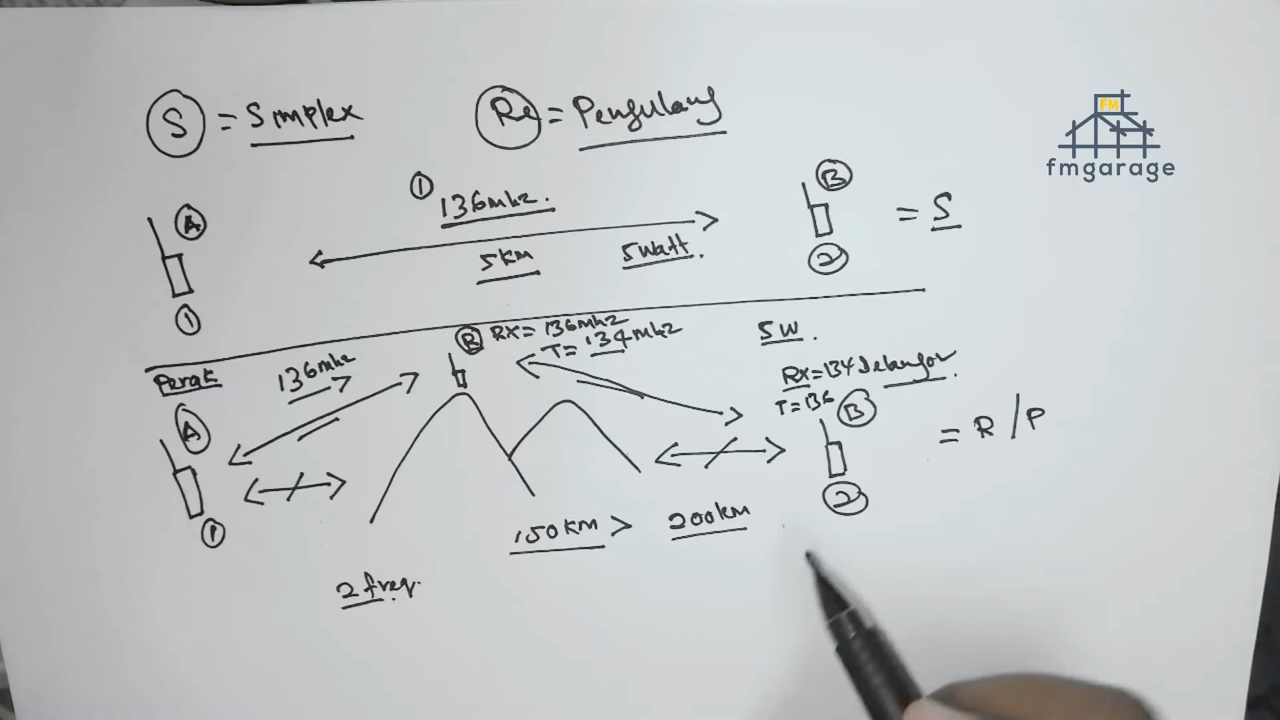 S = Simplex
Re = Pengulang
FM
fmgarage
① 136mhz.
A
B
= S
5km
5watt.
1
2
R RX= 136mhz
T= 134mhz
5W.
Perak
136mhz
RX=134 Selangor.
T=136
A
B
= R/P
1
2
150km > 200km
2 freq.